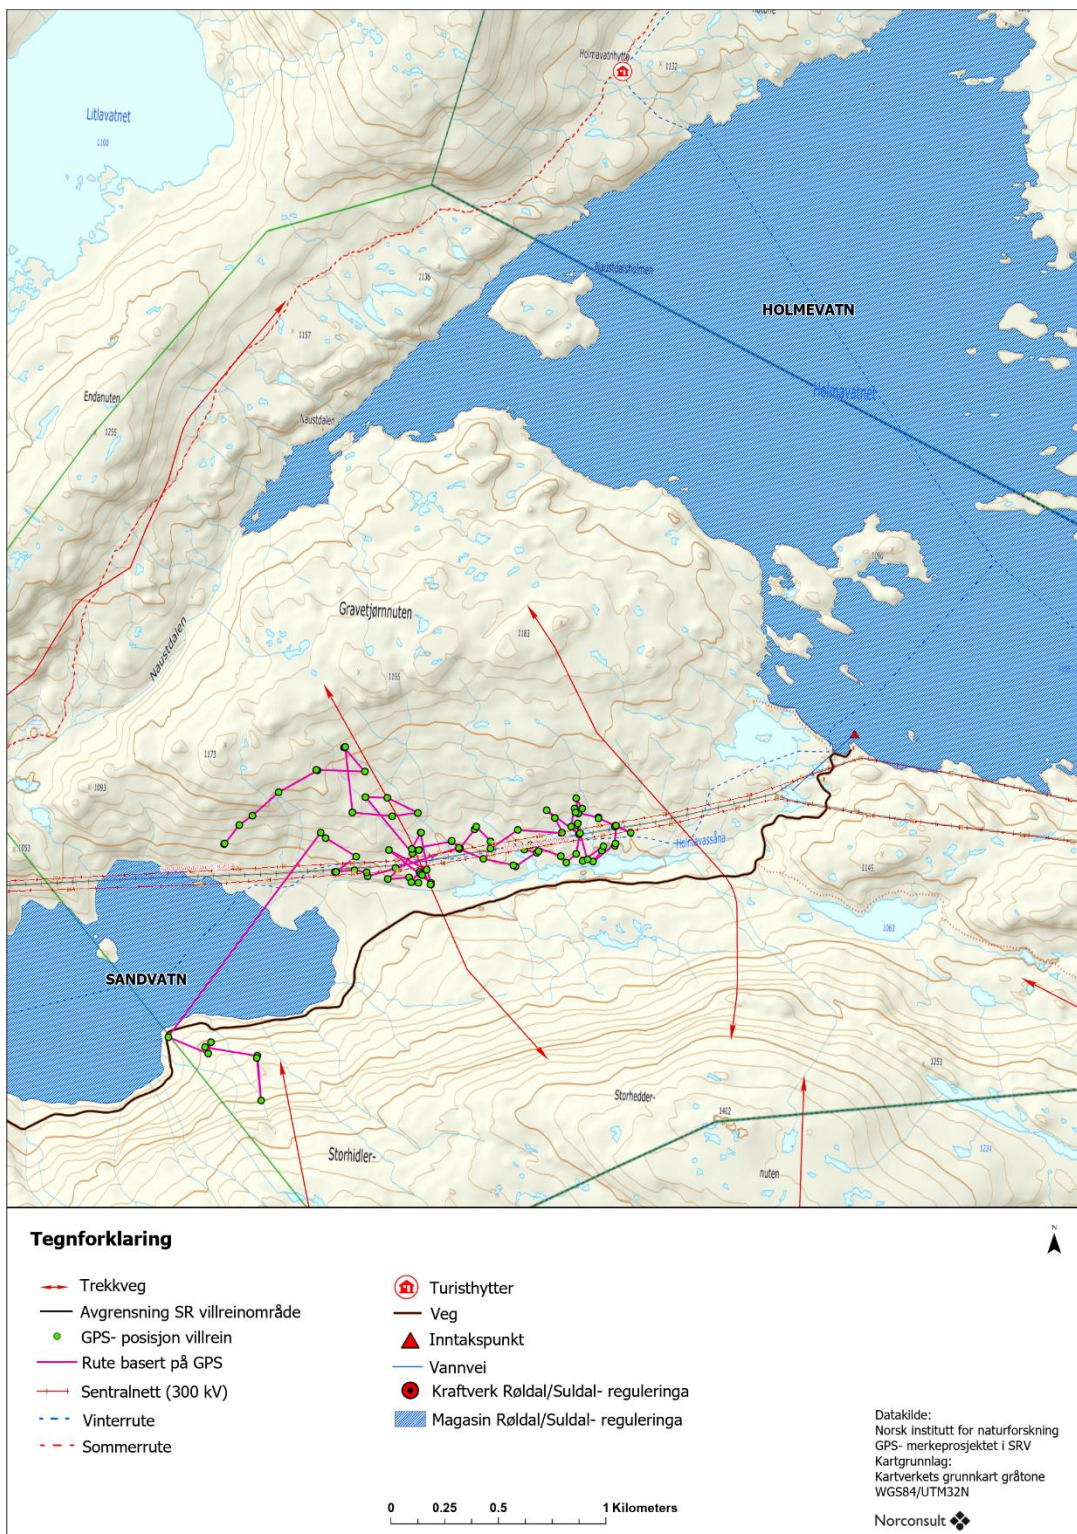 Holmavatnhytte
1132
Litlavatnet
1100
1136
Naustdalsholmen
HOLMEVATN
1157
Endanuten
1255
Naustdalen
Holmavatnet
1090
Gravetjørnnuten
1183
Naustdalen
1195
1173
1093
1053
Holmavassåna
1145
1063
SANDVATN
1253
Storhedder-
1402
Storhidler-
nuten
1224
Tegnforklaring
N
Trekkveg
Avgrensning SR villreinområde
GPS- posisjon villrein
Rute basert på GPS
Sentralnett (300 kV)
Vinterrute
Sommerrute
Turisthytter
Veg
Inntakspunkt
Vannvei
Kraftverk Røldal/Suldal- reguleringa
Magasin Røldal/Suldal- reguleringa
Datakilde:
Norsk institutt for naturforskning
GPS- merkeprosjektet i SRV
Kartgrunnlag:
Kartverkets grunnkart gråtone
WGS84/UTM32N
0 0.25 0.5 1 Kilometers
Norconsult